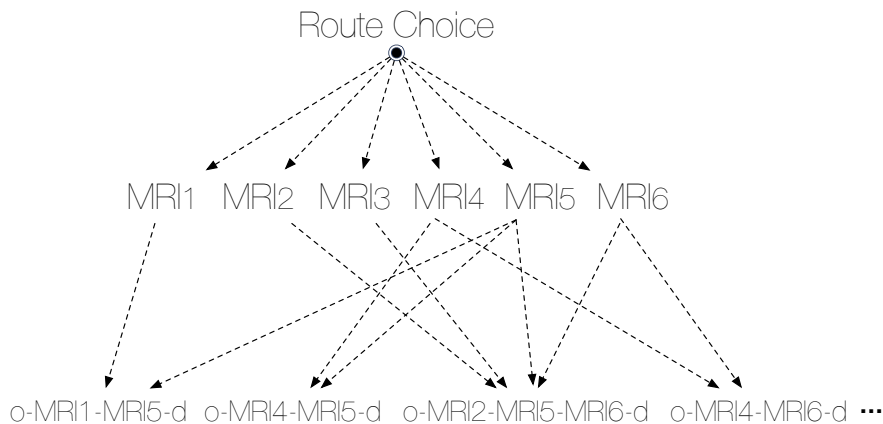 Route Choice
MRI1 MRI2 MRI3 MRI4 MRI5 MRI6
o-MRI1-MRI5-d o-MRI4-MRI5-d o-MRI2-MRI5-MRI6-d o-MRI4-MRI6-d ...